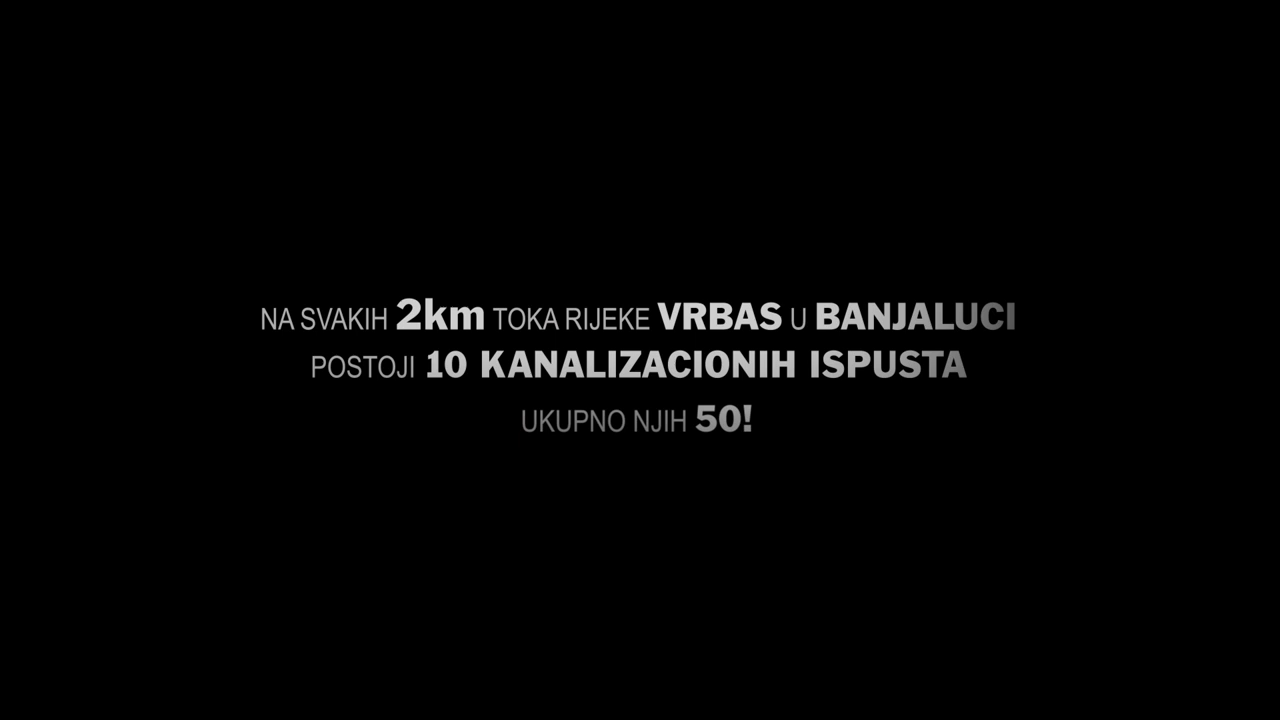 NA SVAKIH 2km TOKA RIJEKE VRBAS U BANJALUCI
POSTOJI 10 KANALIZACIONIH ISPUSTA
UKUPNO NJIH 50!